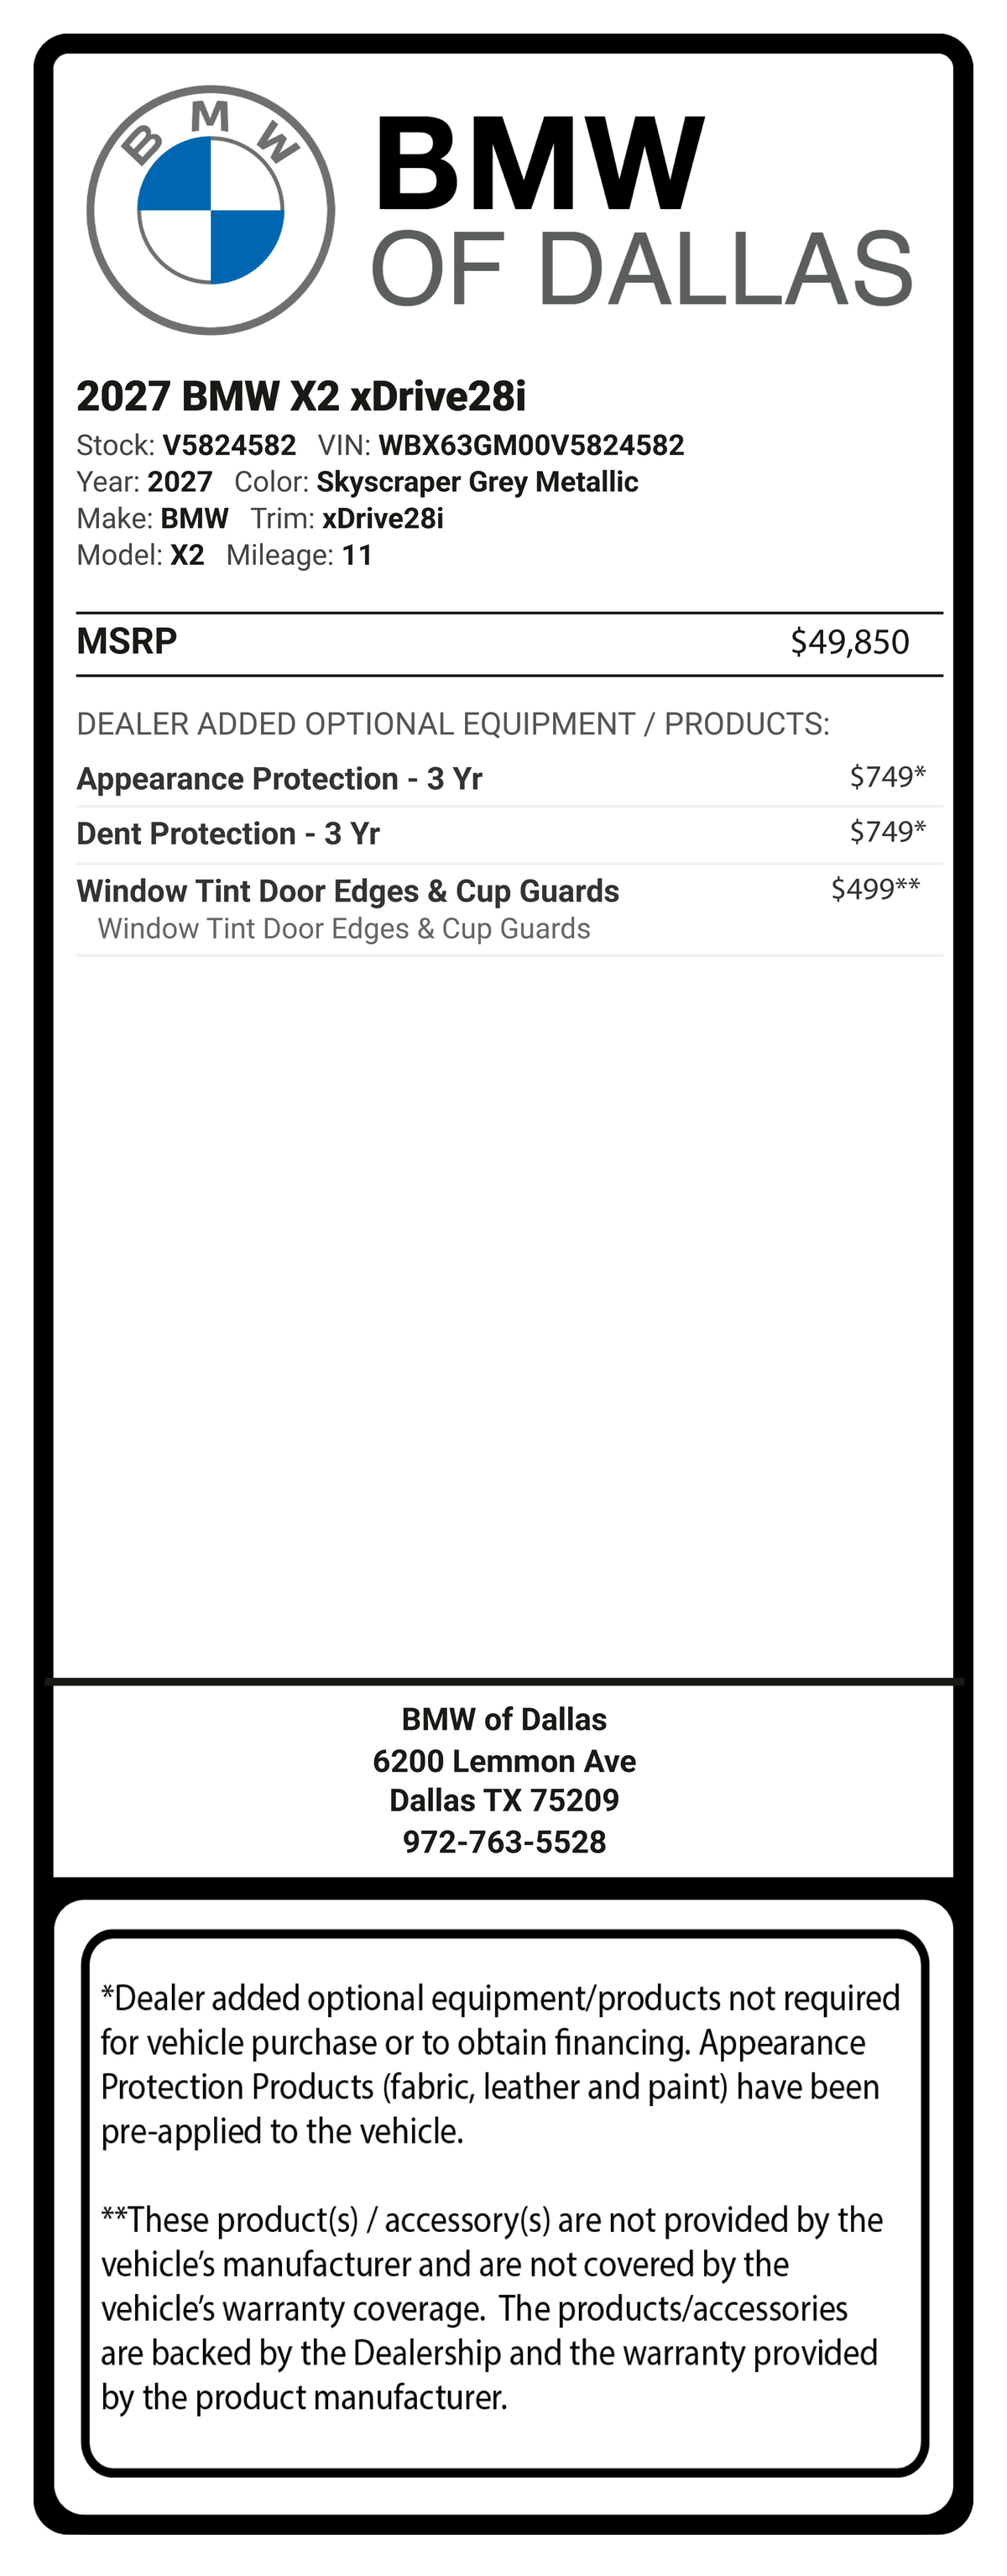 B M W
BMW
OF DALLAS
2027 BMW X2 xDrive28i
Stock: V5824582 VIN: WBX63GM00V5824582
Year: 2027 Color: Skyscraper Grey Metallic
Make: BMW Trim: xDrive28i
Model: X2 Mileage: 11
MSRP $49,850
DEALER ADDED OPTIONAL EQUIPMENT / PRODUCTS:
Appearance Protection - 3 Yr $749*
Dent Protection - 3 Yr $749*
Window Tint Door Edges & Cup Guards $499**
Window Tint Door Edges & Cup Guards
BMW of Dallas
6200 Lemmon Ave
Dallas TX 75209
972-763-5528
*Dealer added optional equipment/products not required
for vehicle purchase or to obtain financing. Appearance
Protection Products (fabric, leather and paint) have been
pre-applied to the vehicle.
**These product(s) / accessory(s) are not provided by the
vehicle’s manufacturer and are not covered by the
vehicle’s warranty coverage. The products/accessories
are backed by the Dealership and the warranty provided
by the product manufacturer.